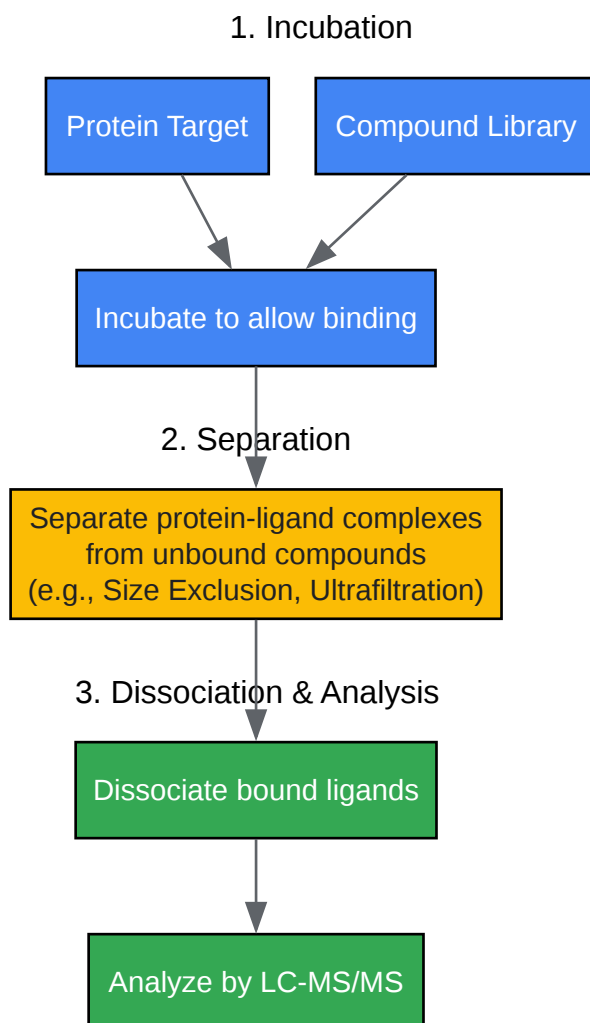 1. Incubation
Protein Target
Compound Library
Incubate to allow binding
2. Separation
Separate protein-ligand complexes
from unbound compounds
(e.g., Size Exclusion, Ultrafiltration)
3. Dissociation & Analysis
Dissociate bound ligands
Analyze by LC-MS/MS